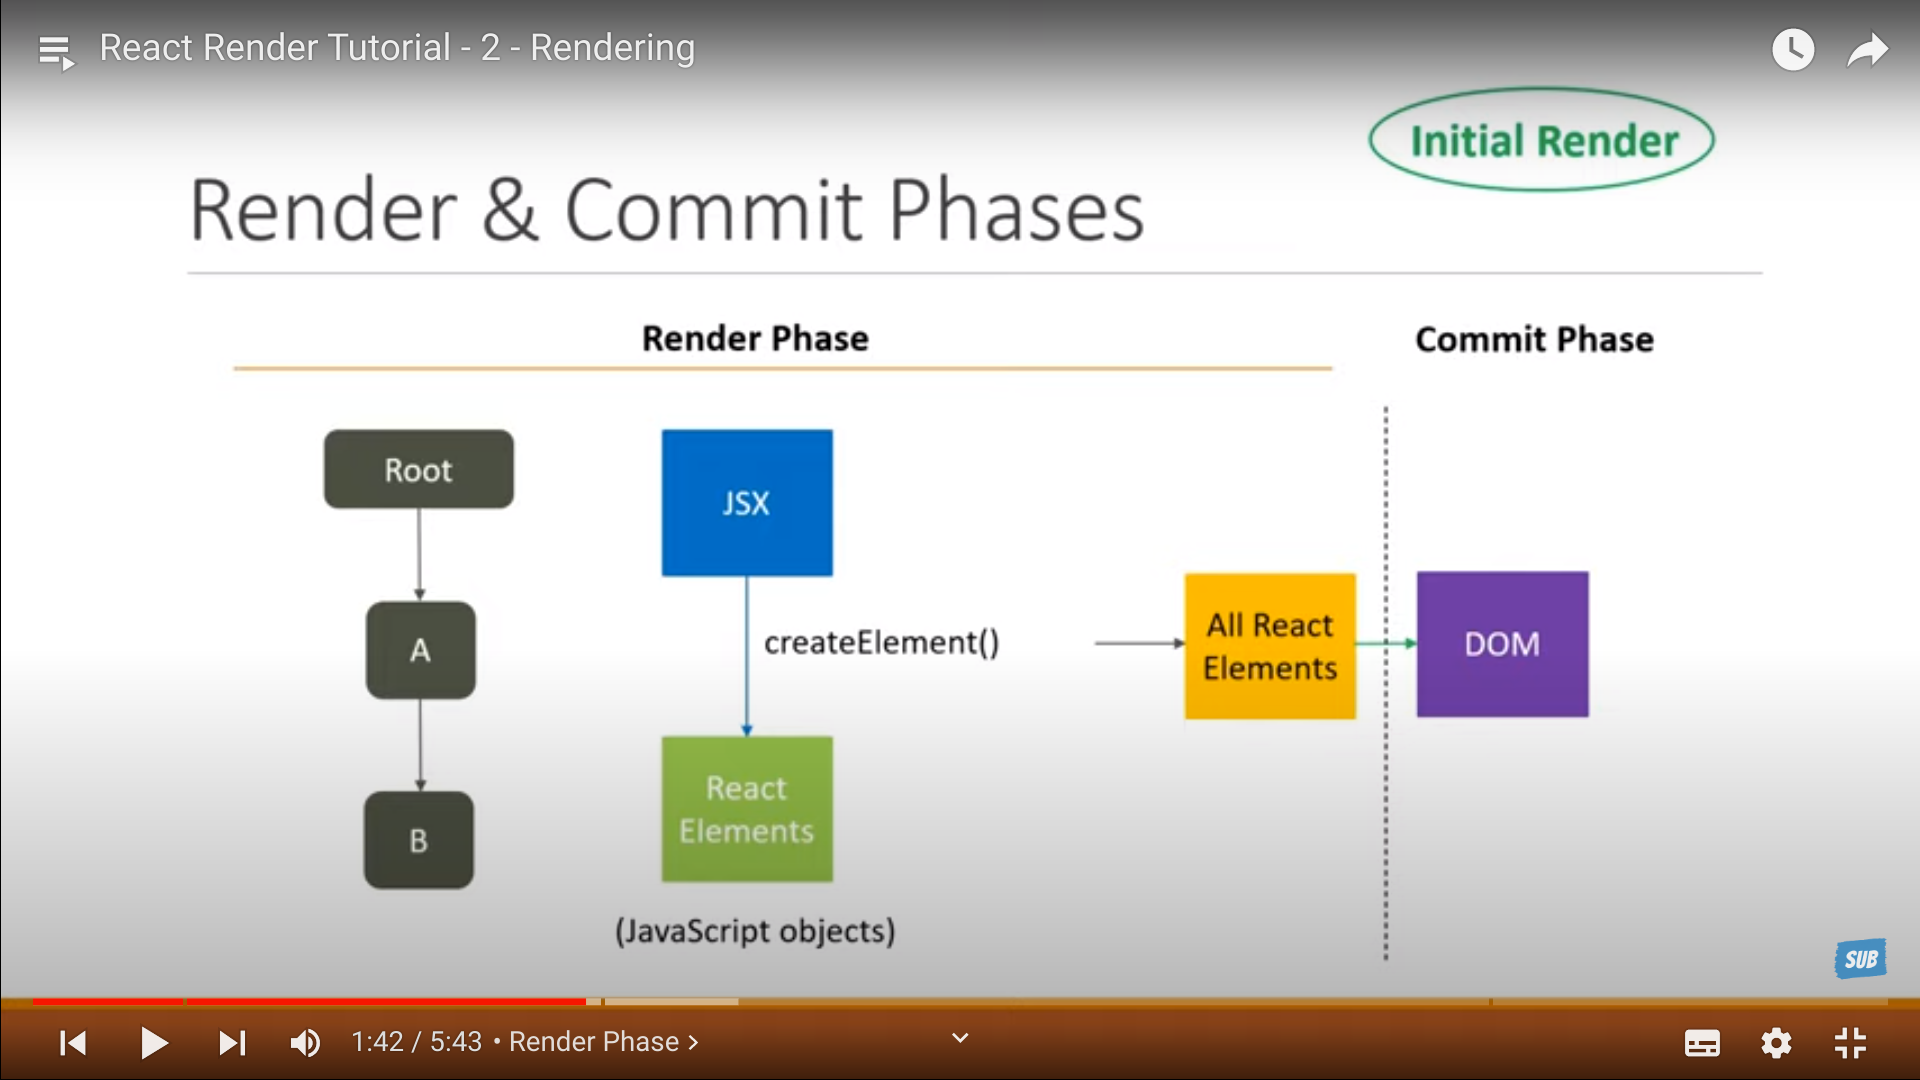 React Render Tutorial - 2 - Rendering
Initial Render
Render & Commit Phases
Render Phase
Commit Phase
Root
A
B
JSX
createElement()
React
Elements
(JavaScript objects)
All React
Elements
DOM
SUB
1:42 / 5:43 • Render Phase